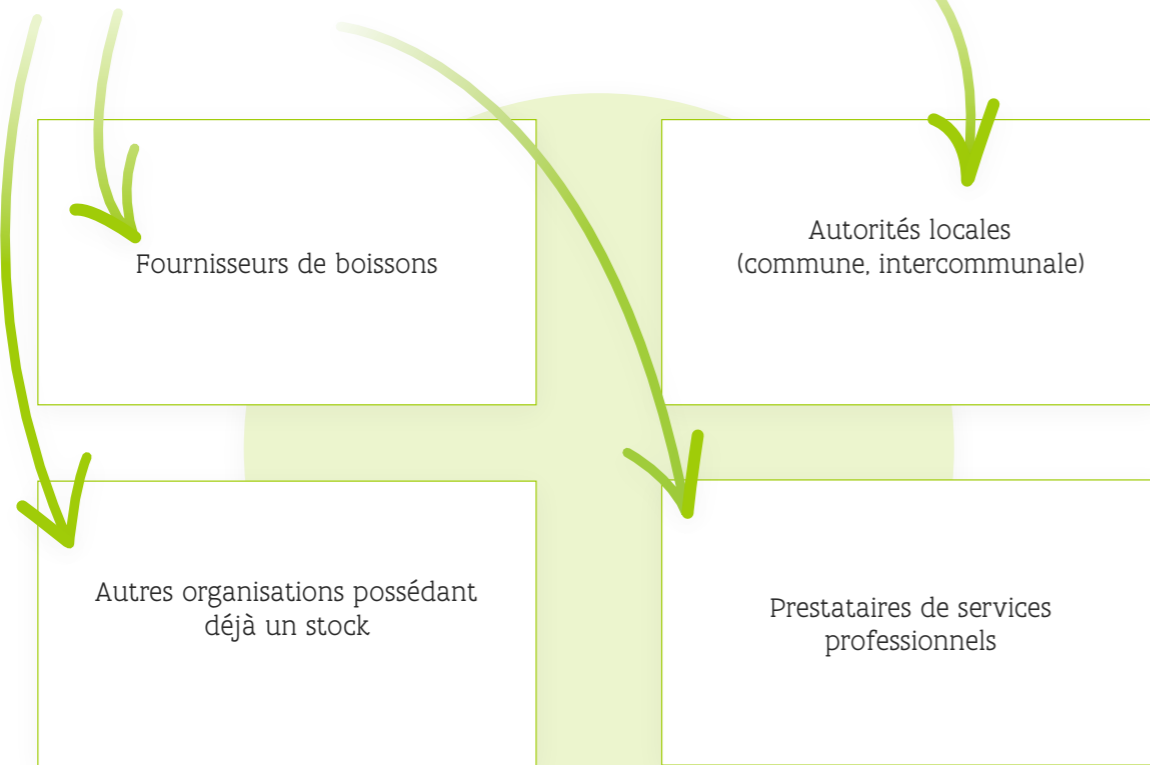 Fournisseurs de boissons
Autorités locales
(commune, intercommunale)
Autres organisations possédant
déjà un stock
Prestataires de services
professionnels